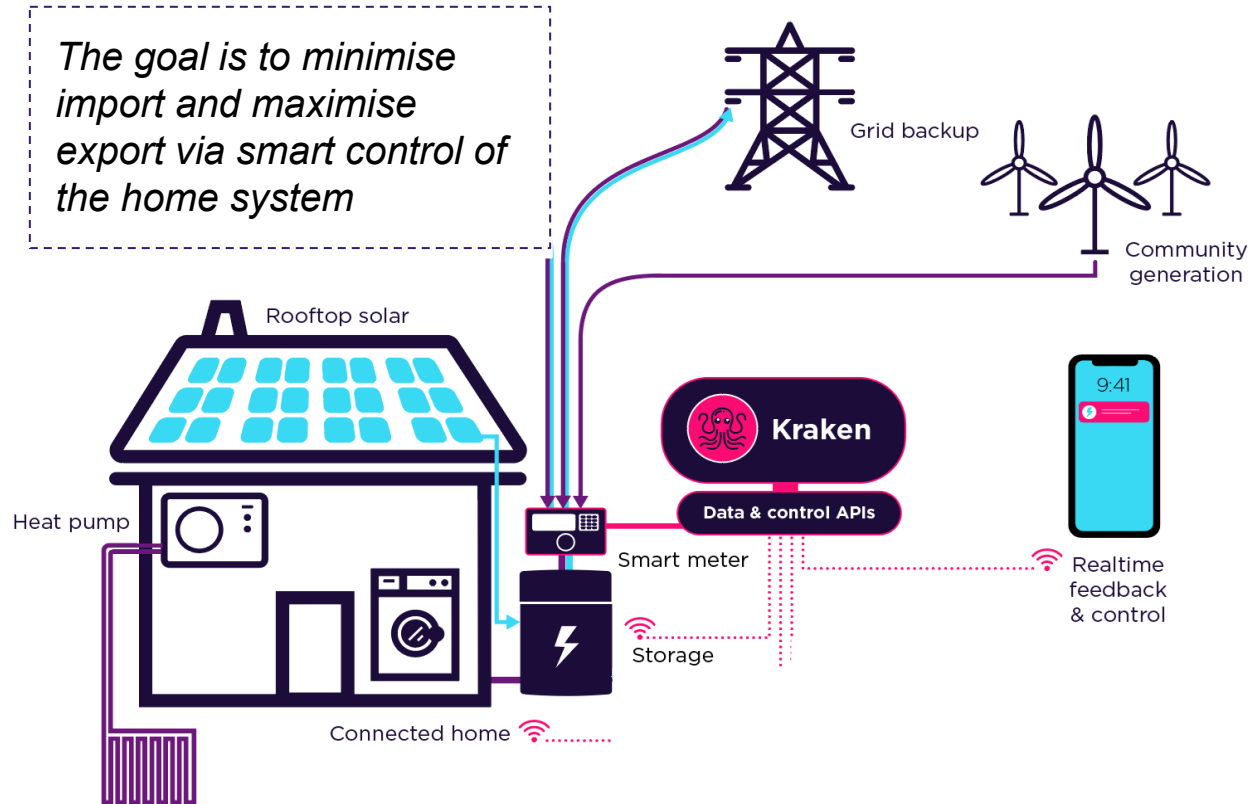 The goal is to minimise
import and maximise
export via smart control of
the home system
Grid backup
Community
generation
Rooftop solar
9:41
Kraken
Heat pump
Data & control APIs
Smart meter
Realtime
feedback
& control
Storage
Connected home